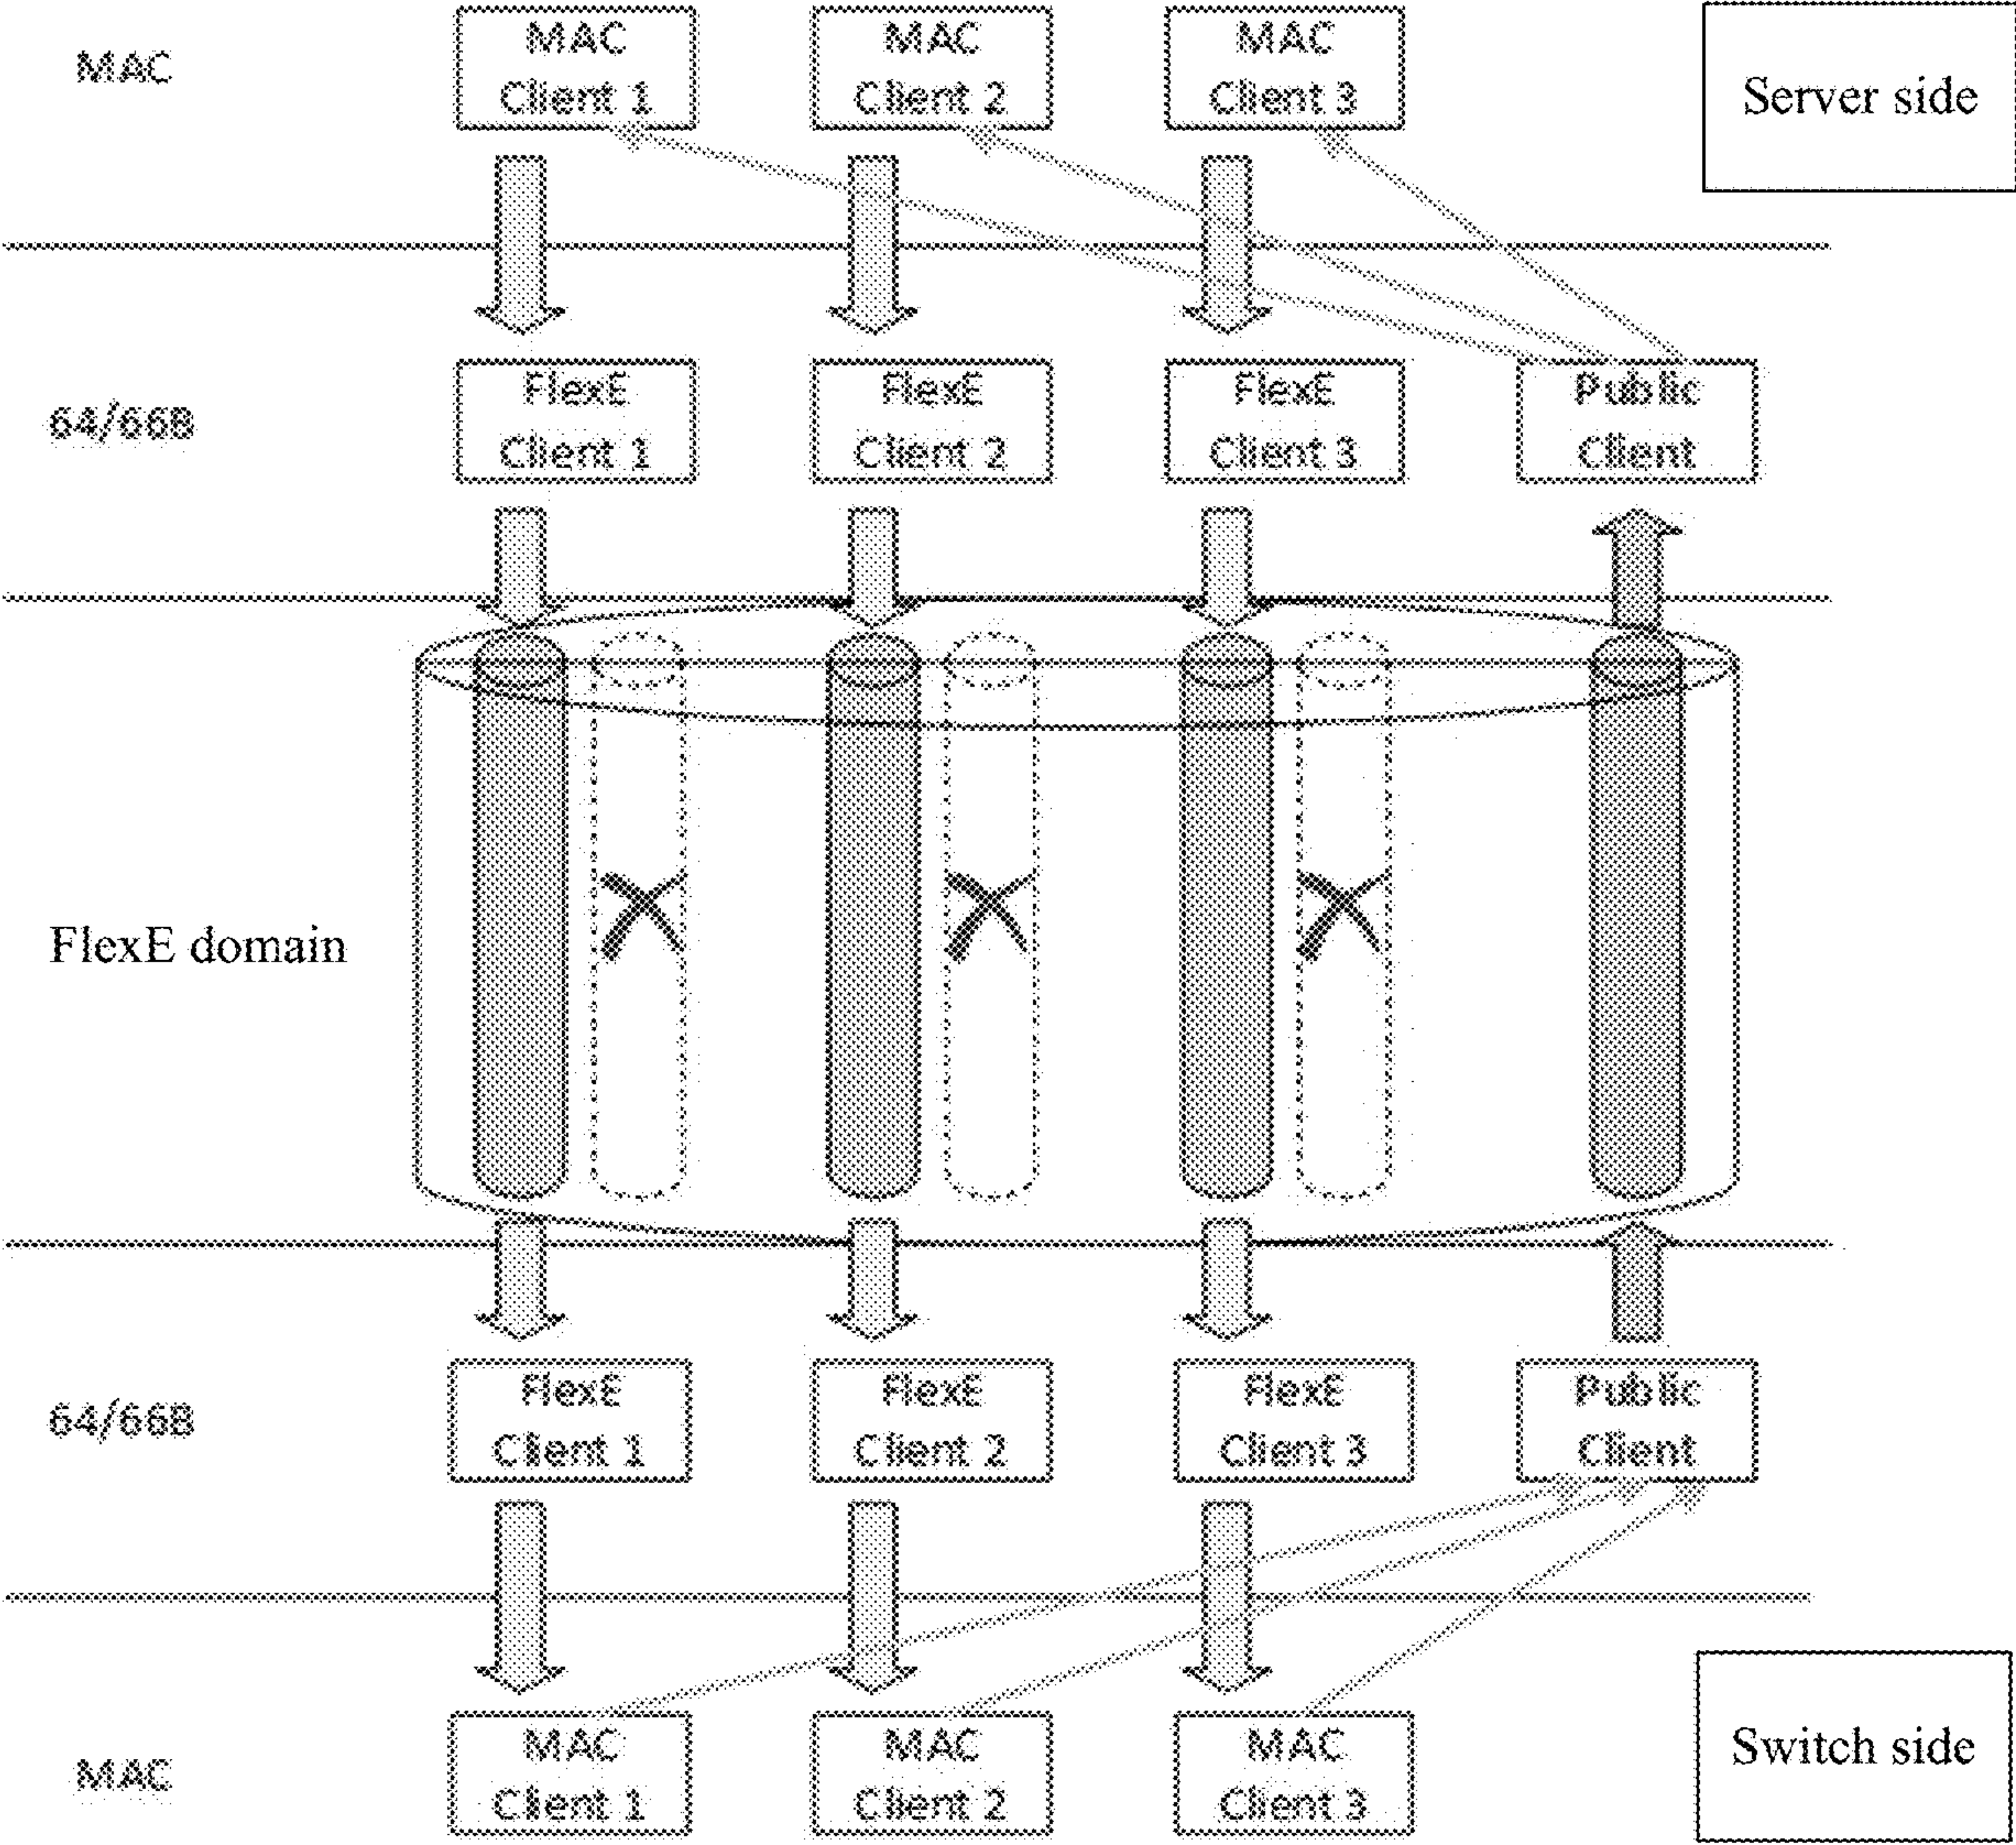 MAC
MAC
Client 1
MAC
Client 2
MAC
Client 3
Server side
64/66B
FlexE
Client 1
FlexE
Client 2
FlexE
Client 3
Public
Client
FlexE domain
64/66B
FlexE
Client 1
FlexE
Client 2
FlexE
Client 3
Public
Client
MAC
MAC
Client 1
MAC
Client 2
MAC
Client 3
Switch side